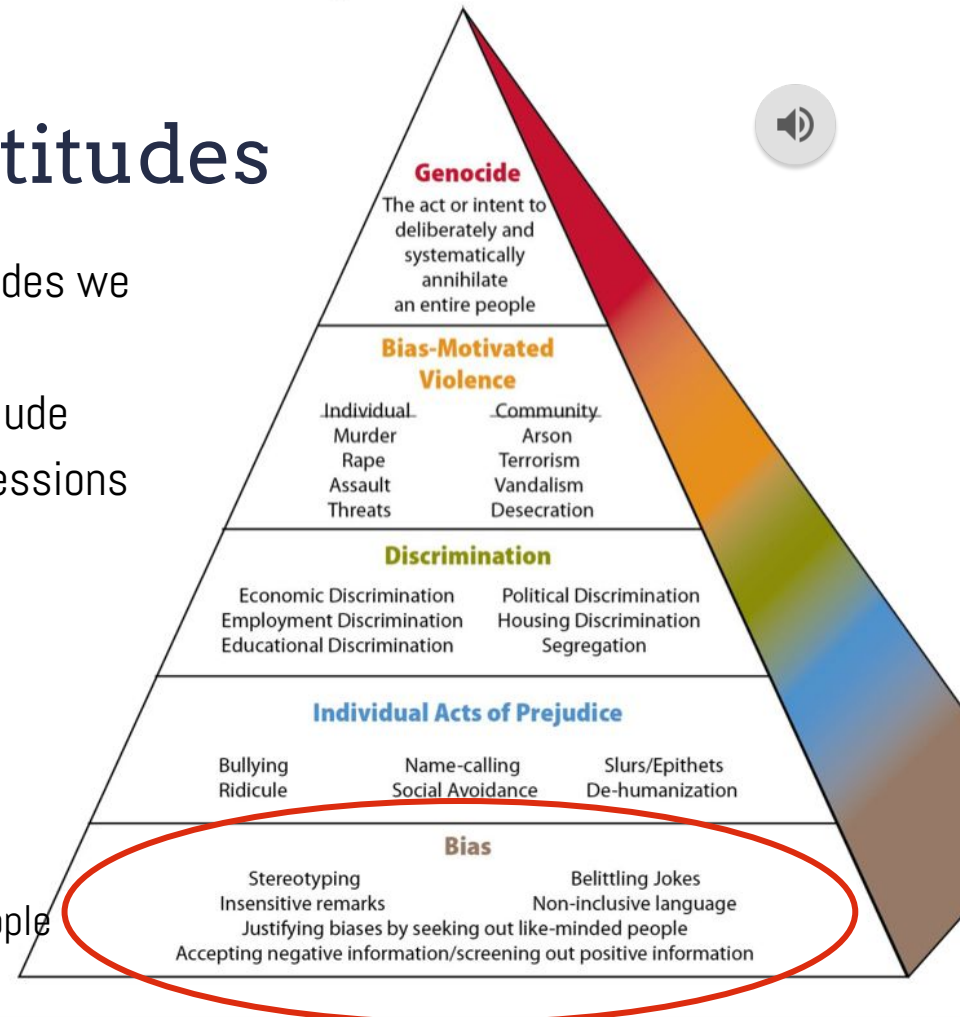 titudes
des we
ude
essions
ople
Genocide
The act or intent to
deliberately and
systematically
annihilate
an entire people
Bias-Motivated
Violence
Individual Community
Murder Arson
Rape Terrorism
Assault Vandalism
Threats Desecration
Discrimination
Economic Discrimination Political Discrimination
Employment Discrimination Housing Discrimination
Educational Discrimination Segregation
Individual Acts of Prejudice
Bullying Name-calling Slurs/Epithets
Ridicule Social Avoidance De-humanization
Bias
Stereotyping Belittling Jokes
Insensitive remarks Non-inclusive language
Justifying biases by seeking out like-minded people
Accepting negative information/screening out positive information